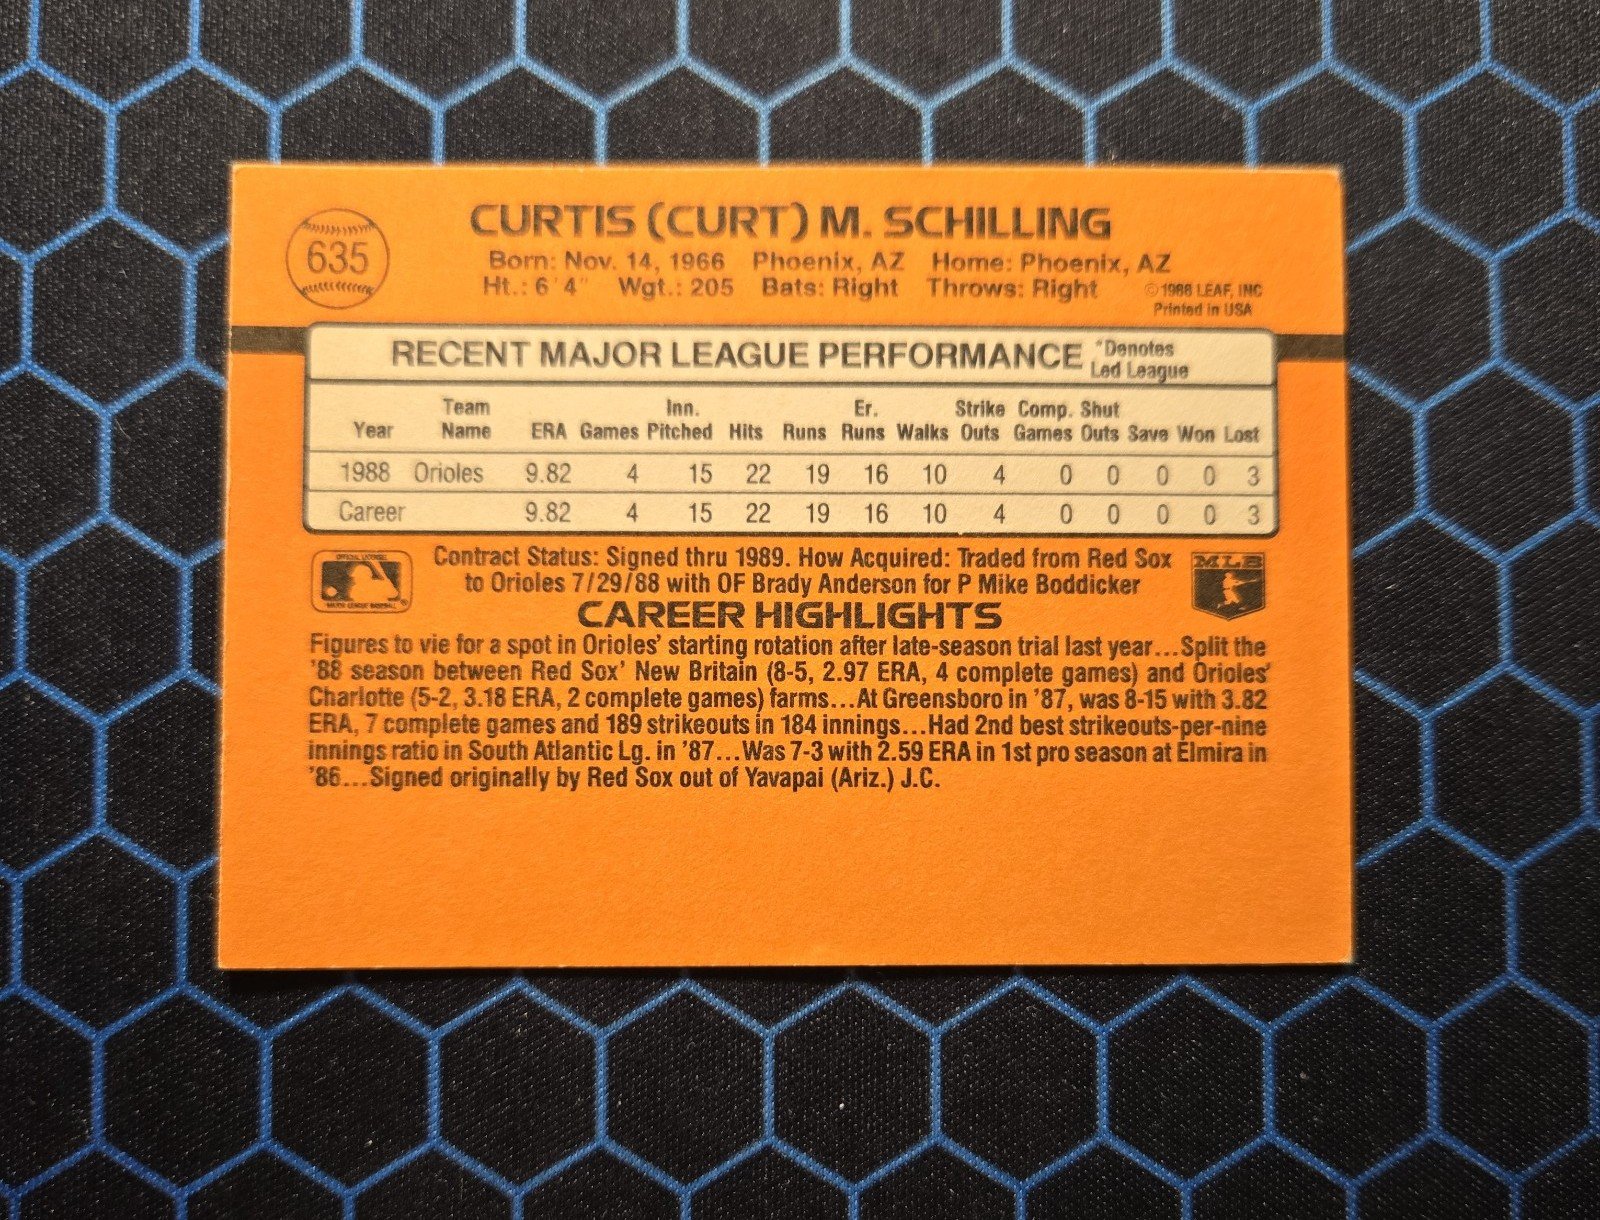 635
CURTIS (CURT) M. SCHILLING
Born: Nov. 14, 1966 Phoenix, AZ Home: Phoenix, AZ
Ht.: 6'4" Wgt.: 205 Bats: Right Throws: Right
© 1988 LEAF, INC
Printed in USA
RECENT MAJOR LEAGUE PERFORMANCE
*Denotes
Led League
Team Inn. Er. Strike Comp. Shut
Year Name ERA Games Pitched Hits Runs Runs Walks Outs Games Outs Save Won Lost
1988 Orioles 9.82 4 15 22 19 16 10 4 0 0 0 0 3
Career 9.82 4 15 22 19 16 10 4 0 0 0 0 3
OFFICIAL LICENSEE
MAJOR LEAGUE BASEBALL
Contract Status: Signed thru 1989. How Acquired: Traded from Red Sox
to Orioles 7/29/88 with OF Brady Anderson for P Mike Boddicker
MLB
CAREER HIGHLIGHTS
Figures to vie for a spot in Orioles' starting rotation after late-season trial last year...Split the
'88 season between Red Sox' New Britain (8-5, 2.97 ERA, 4 complete games) and Orioles'
Charlotte (5-2, 3.18 ERA, 2 complete games) farms...At Greensboro in '87, was 8-15 with 3.82
ERA, 7 complete games and 189 strikeouts in 184 innings...Had 2nd best strikeouts-per-nine
innings ratio in South Atlantic Lg. in '87...Was 7-3 with 2.59 ERA in 1st pro season at Elmira in
'86...Signed originally by Red Sox out of Yavapai (Ariz.) J.C.